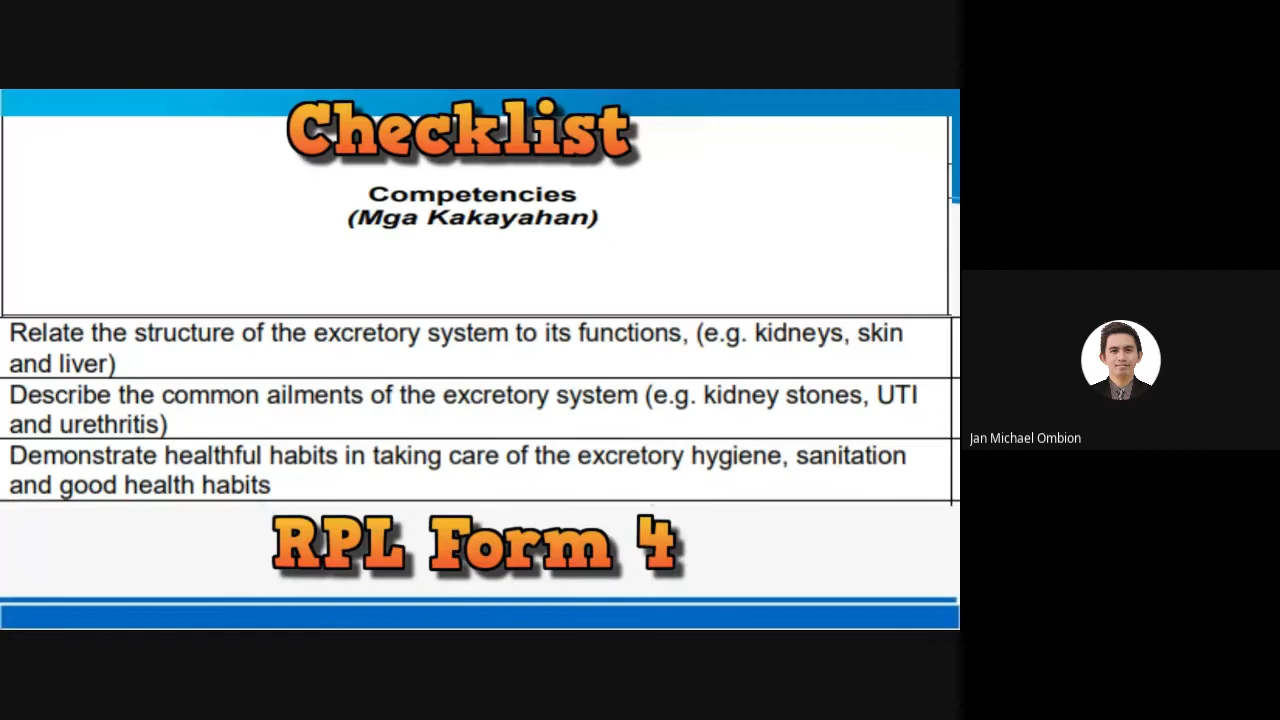 Checklist
Competencies
(Mga Kakayahan)
Relate the structure of the excretory system to its functions, (e.g. kidneys, skin
and liver)
Describe the common ailments of the excretory system (e.g. kidney stones, UTI
and urethritis)
Demonstrate healthful habits in taking care of the excretory hygiene, sanitation
and good health habits
RPL Form 4
Jan Michael Ombion